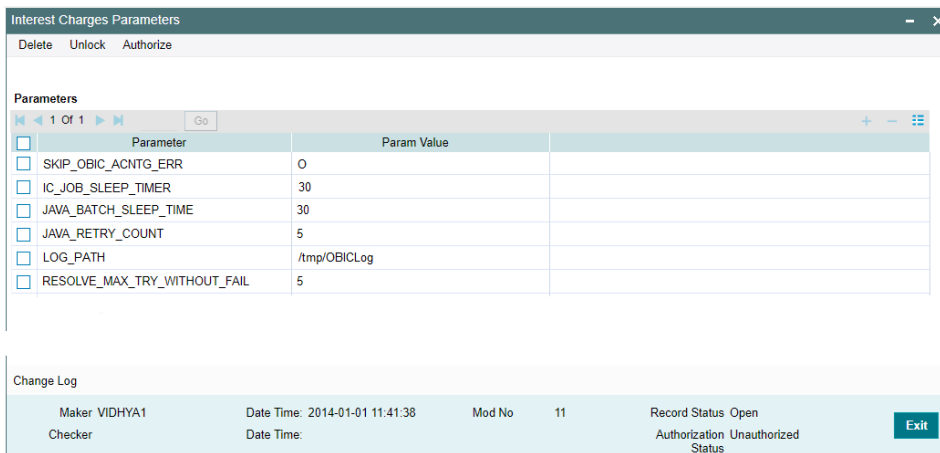 Interest Charges Parameters
Delete Unlock Authorize
Parameters
1 Of 1 Go
Parameter Param Value
SKIP_OBIC_ACNTG_ERR O
IC_JOB_SLEEP_TIMER 30
JAVA_BATCH_SLEEP_TIME 30
JAVA_RETRY_COUNT 5
LOG_PATH /tmp/OBICLog
RESOLVE_MAX_TRY_WITHOUT_FAIL 5
Change Log
Maker VIDHYA1 Date Time: 2014-01-01 11:41:38 Mod No 11 Record Status Open
Checker Date Time: Authorization Unauthorized
Status
Exit